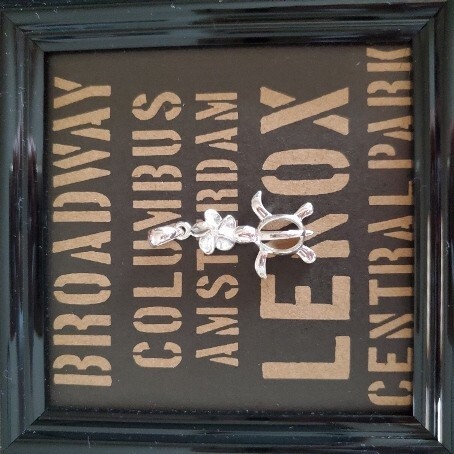 BROADWAY
COLUMBUS
AMSTERDAM
LENOX
CENTRAL PARK